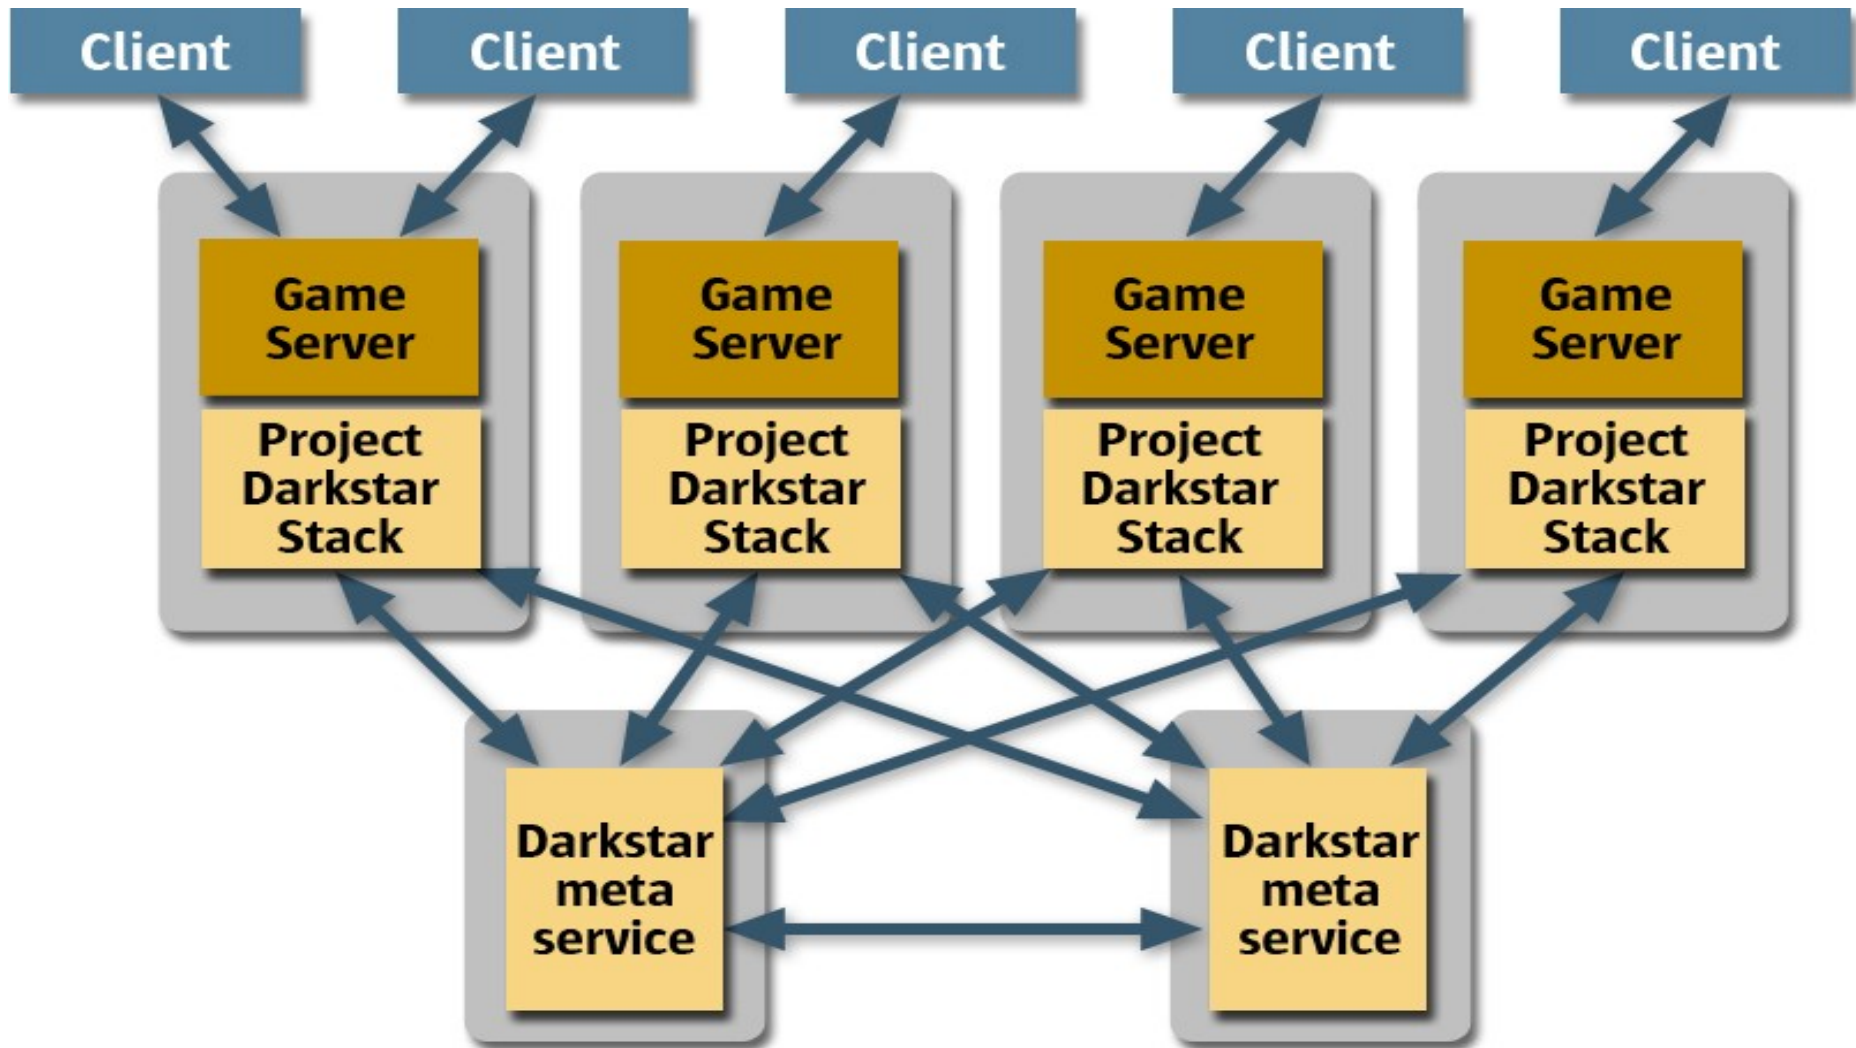 Client
Client
Client
Client
Client
Game
Server
Game
Server
Game
Server
Game
Server
Project
Darkstar
Stack
Project
Darkstar
Stack
Project
Darkstar
Stack
Project
Darkstar
Stack
Darkstar
meta
service
Darkstar
meta
service